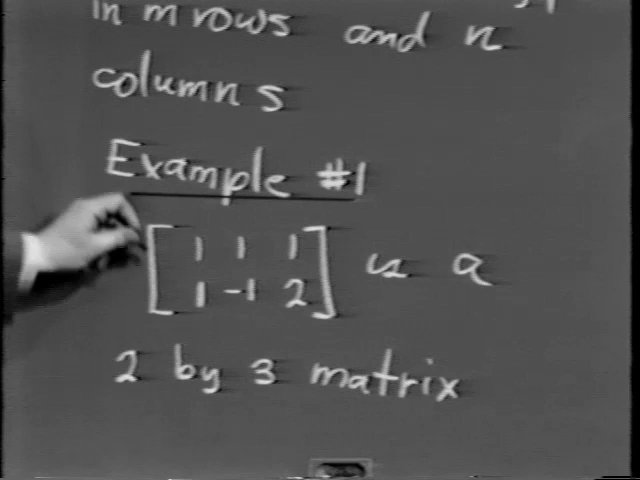 in m rows and n
columns
Example #1
[ 1 1 1
1 -1 2 ] is a
2 by 3 matrix